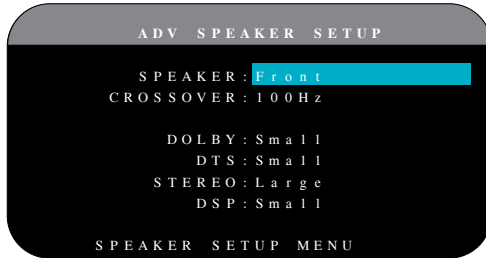 ADV SPEAKER SETUP
SPEAKER: Front
CROSSOVER: 100Hz
DOLBY: Small
DTS: Small
STEREO: Large
DSP: Small
SPEAKER SETUP MENU